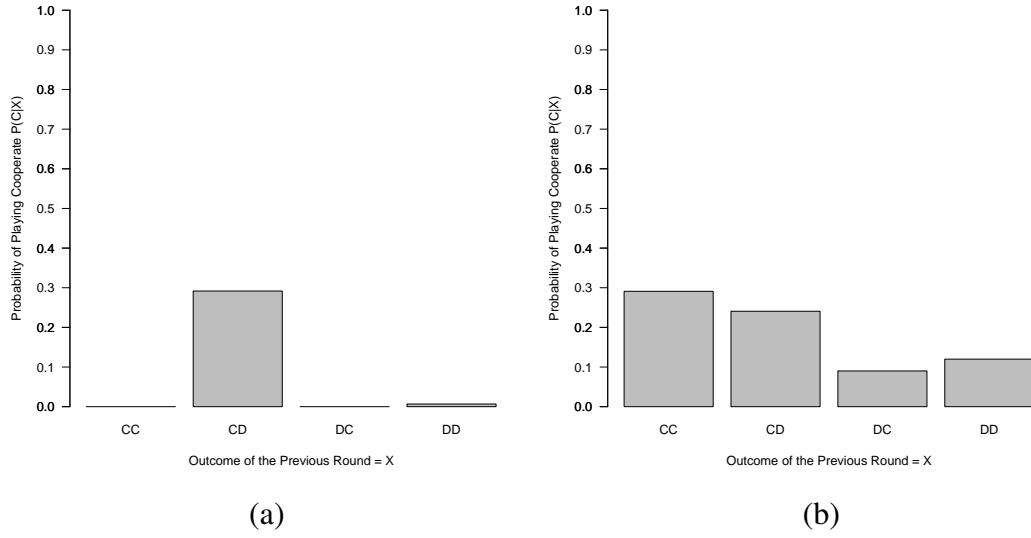 Probability of Playing Cooperate P(C|X)
1.0
0.9
0.8
0.7
0.6
0.5
0.4
0.3
0.2
0.1
0.0
CC CD DC DD
Outcome of the Previous Round = X
(a)
Probability of Playing Cooperate P(C|X)
1.0
0.9
0.8
0.7
0.6
0.5
0.4
0.3
0.2
0.1
0.0
CC CD DC DD
Outcome of the Previous Round = X
(b)